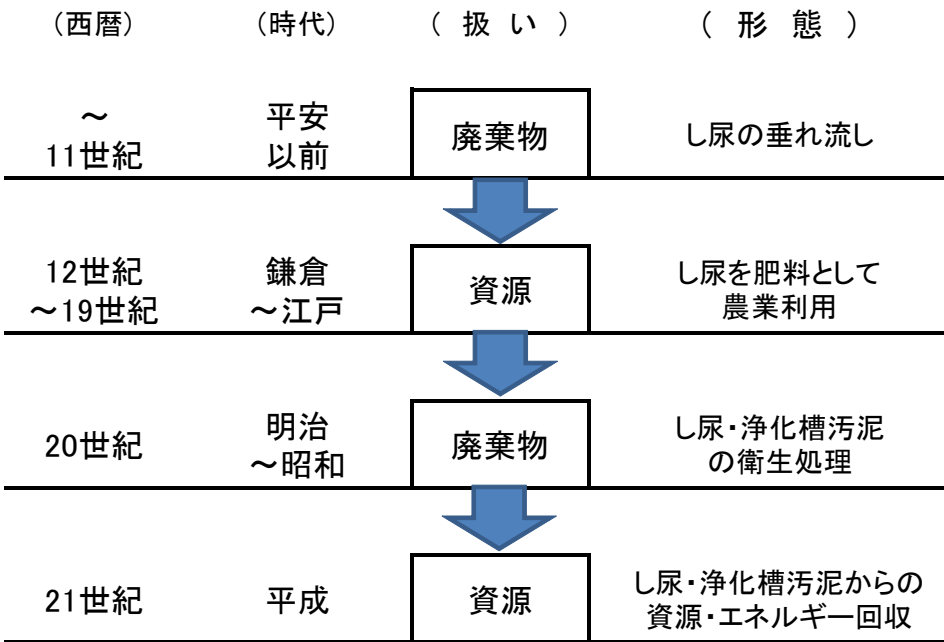 （西暦） （時代） （ 扱 い ） （ 形 態 ）
～
11世紀
平安
以前
廃棄物
し尿の垂れ流し
12世紀
～19世紀
鎌倉
～江戸
資源
し尿を肥料として
農業利用
20世紀
明治
～昭和
廃棄物
し尿・浄化槽汚泥
の衛生処理
21世紀
平成
資源
し尿・浄化槽汚泥からの
資源・エネルギー回収